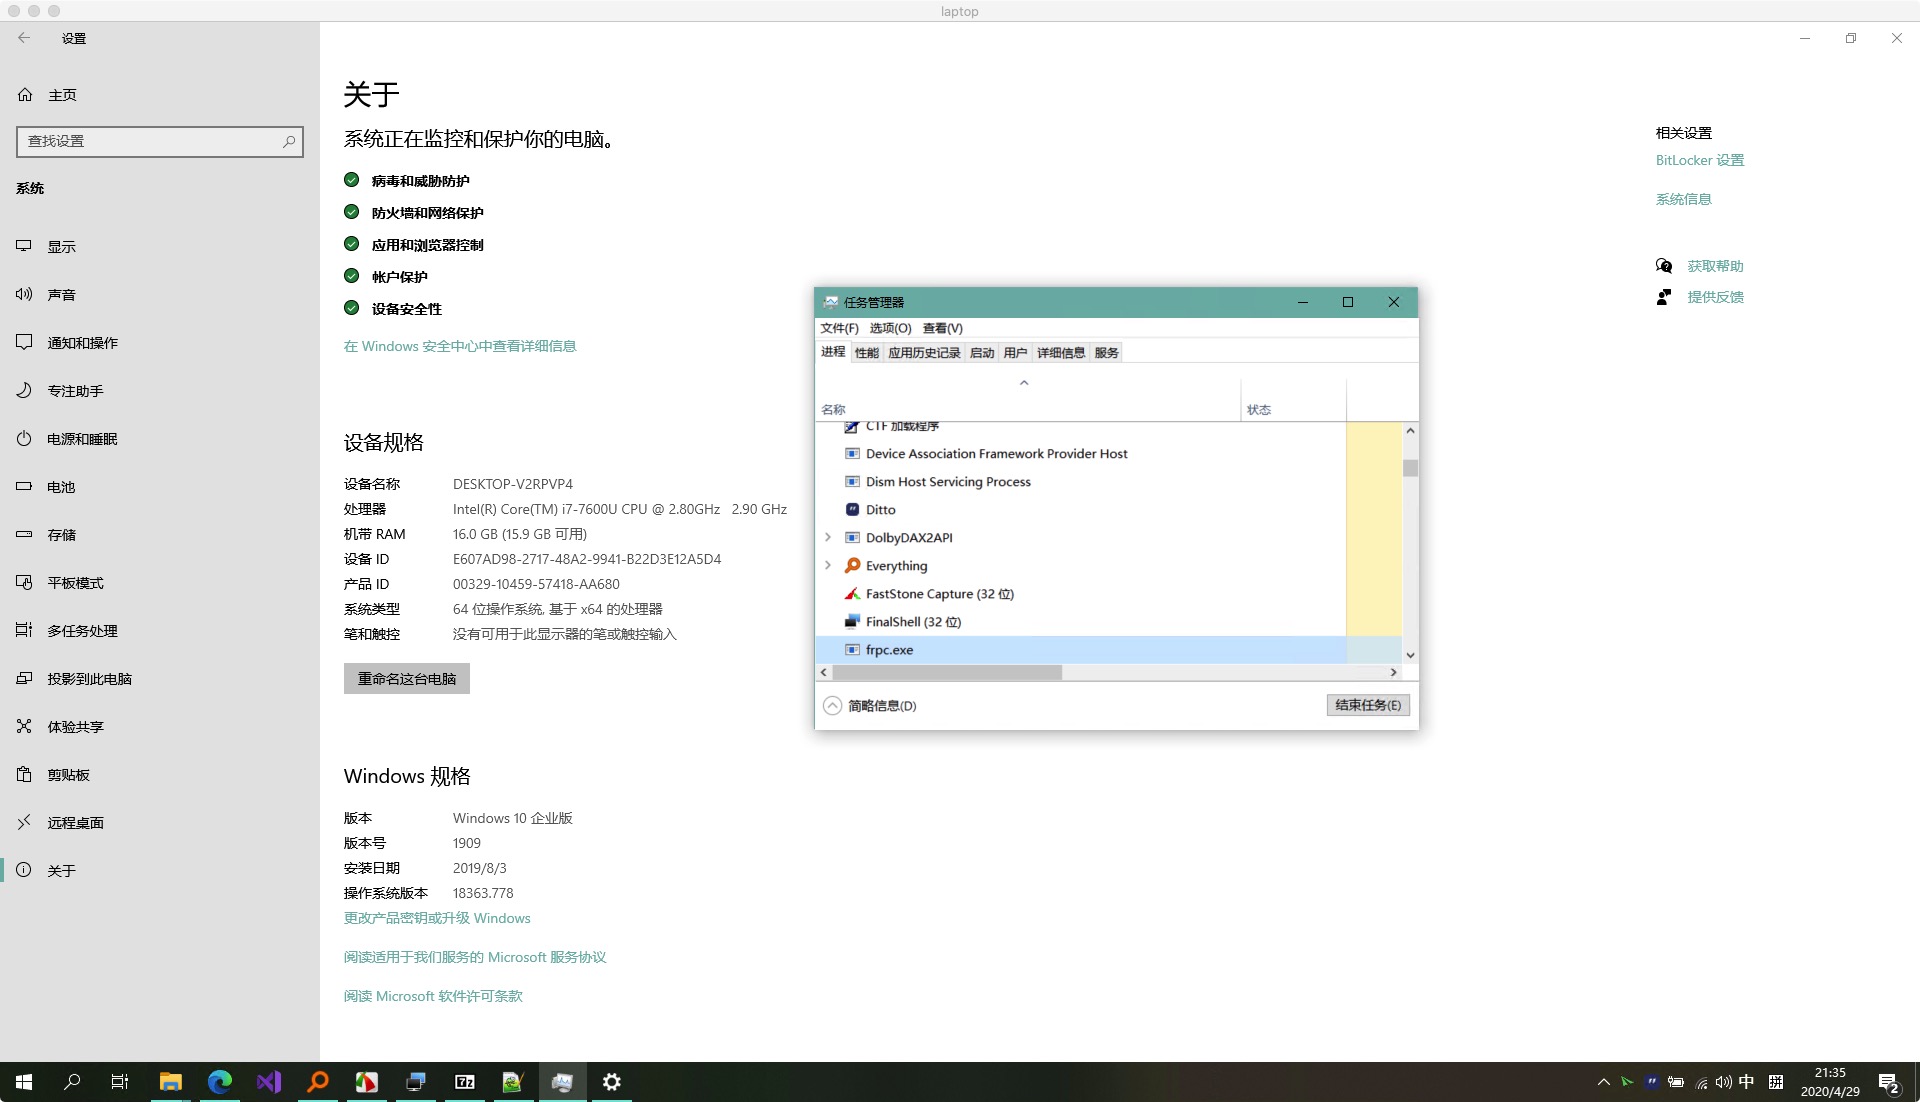 laptop
设置
主页
查找设置
系统
显示
声音
通知和操作
专注助手
电源和睡眠
电池
存储
平板模式
多任务处理
投影到此电脑
体验共享
剪贴板
远程桌面
关于
关于
系统正在监控和保护你的电脑。
病毒和威胁防护
防火墙和网络保护
应用和浏览器控制
帐户保护
设备安全性
在 Windows 安全中心中查看详细信息
设备规格
设备名称 DESKTOP-V2RPVP4
处理器 Intel(R) Core(TM) i7-7600U CPU @ 2.80GHz 2.90 GHz
机带 RAM 16.0 GB (15.9 GB 可用)
设备 ID E607AD98-2717-48A2-9941-B22D3E12A5D4
产品 ID 00329-10459-57418-AA680
系统类型 64 位操作系统, 基于 x64 的处理器
笔和触控 没有可用于此显示器的笔或触控输入
重命名这台电脑
Windows 规格
版本 Windows 10 企业版
版本号 1909
安装日期 2019/8/3
操作系统版本 18363.778
更改产品密钥或升级 Windows
阅读适用于我们服务的 Microsoft 服务协议
阅读 Microsoft 软件许可条款
相关设置
BitLocker 设置
系统信息
获取帮助
提供反馈
任务管理器
文件(F) 选项(O) 查看(V)
进程 性能 应用历史记录 启动 用户 详细信息 服务
名称 状态
CTF 加载程序
Device Association Framework Provider Host
Dism Host Servicing Process
Ditto
DolbyDAX2API
Everything
FastStone Capture (32 位)
FinalShell (32 位)
frpc.exe
简略信息(D) 结束任务(E)
7z
中 拼
21:35
2020/4/29
2